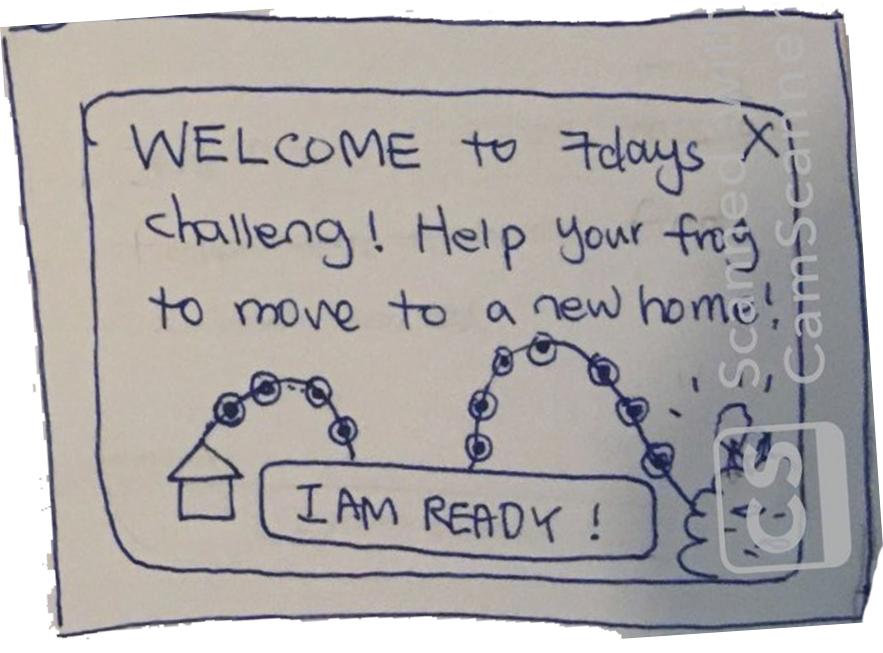 WELCOME to 7days X
challeng! Help your frog
to move to a new home!
I AM READY !
Scanned with
CamScanner
CS